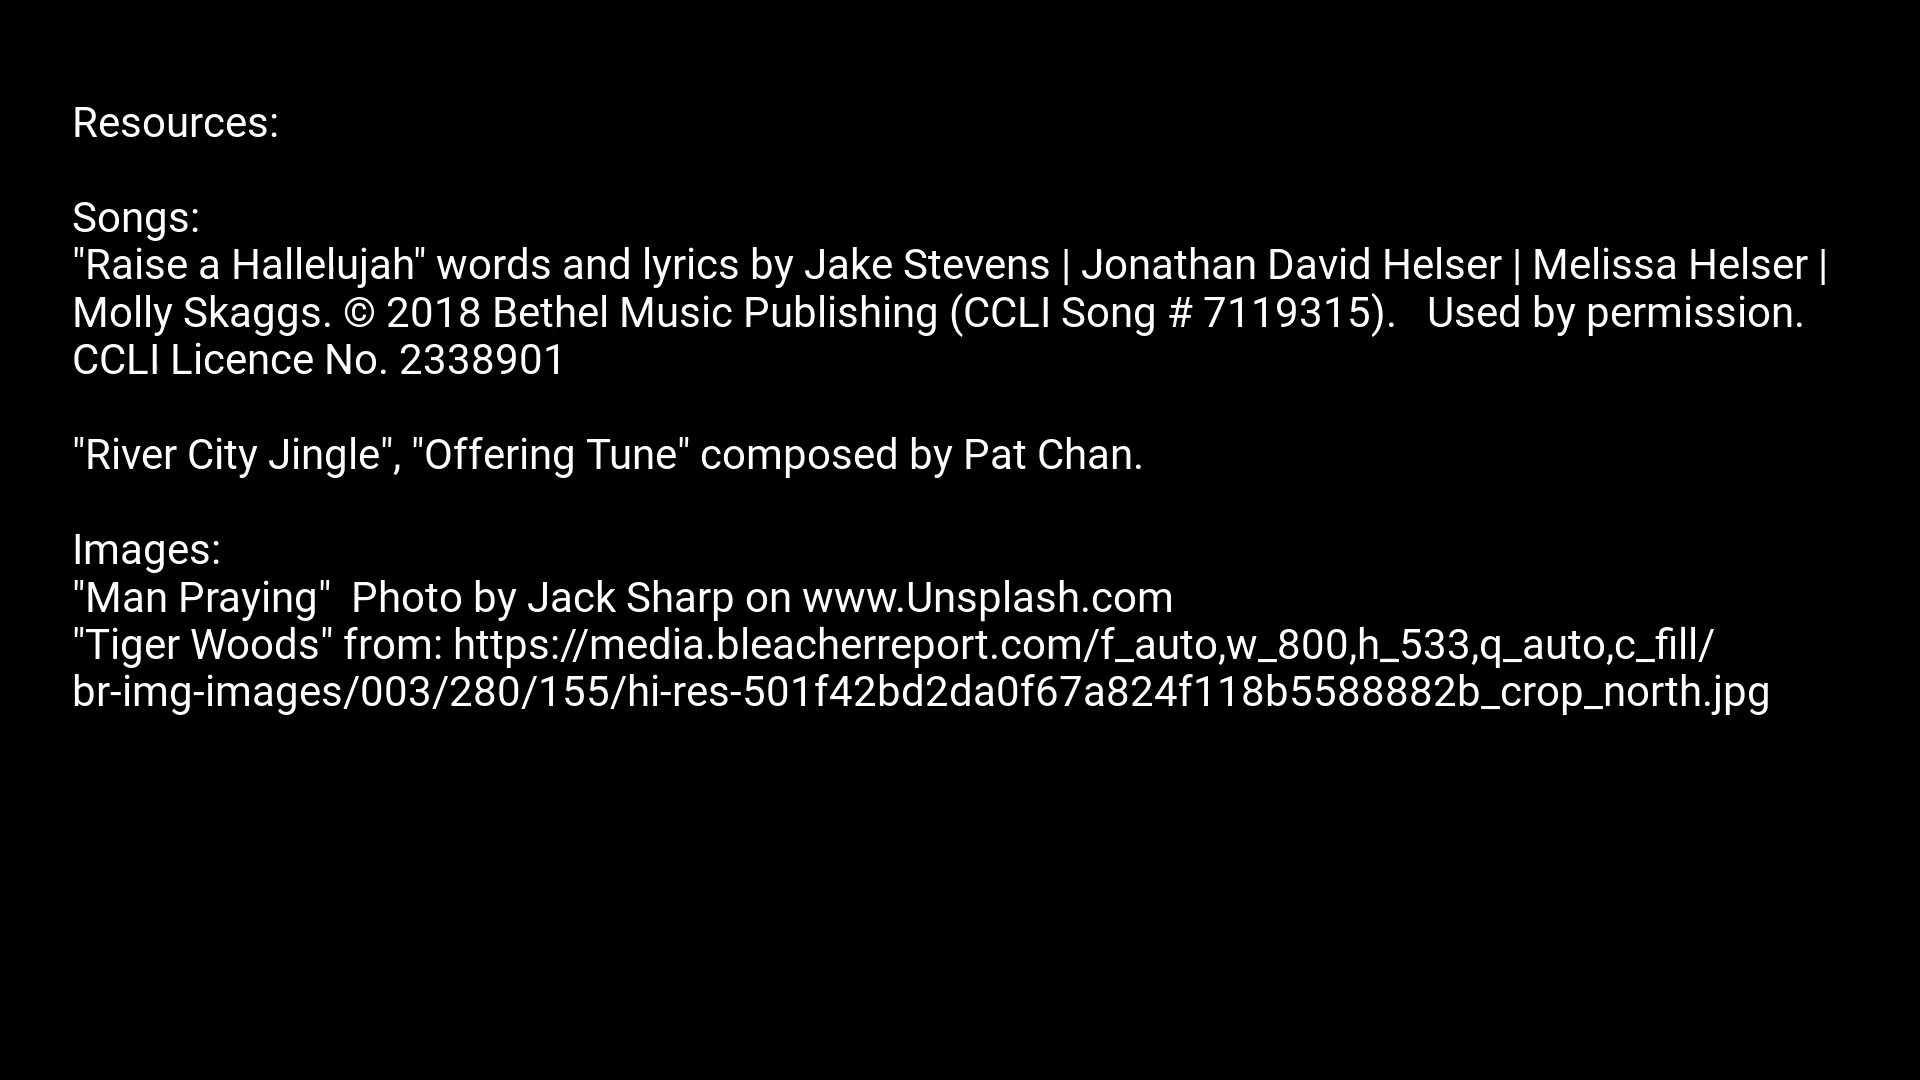 Resources:
Songs:
"Raise a Hallelujah" words and lyrics by Jake Stevens | Jonathan David Helser | Melissa Helser |
Molly Skaggs. © 2018 Bethel Music Publishing (CCLI Song # 7119315).   Used by permission.
CCLI Licence No. 2338901
"River City Jingle", "Offering Tune" composed by Pat Chan.
Images:
"Man Praying"  Photo by Jack Sharp on www.Unsplash.com
"Tiger Woods" from: https://media.bleacherreport.com/f_auto,w_800,h_533,q_auto,c_fill/
br-img-images/003/280/155/hi-res-501f42bd2da0f67a824f118b5588882b_crop_north.jpg